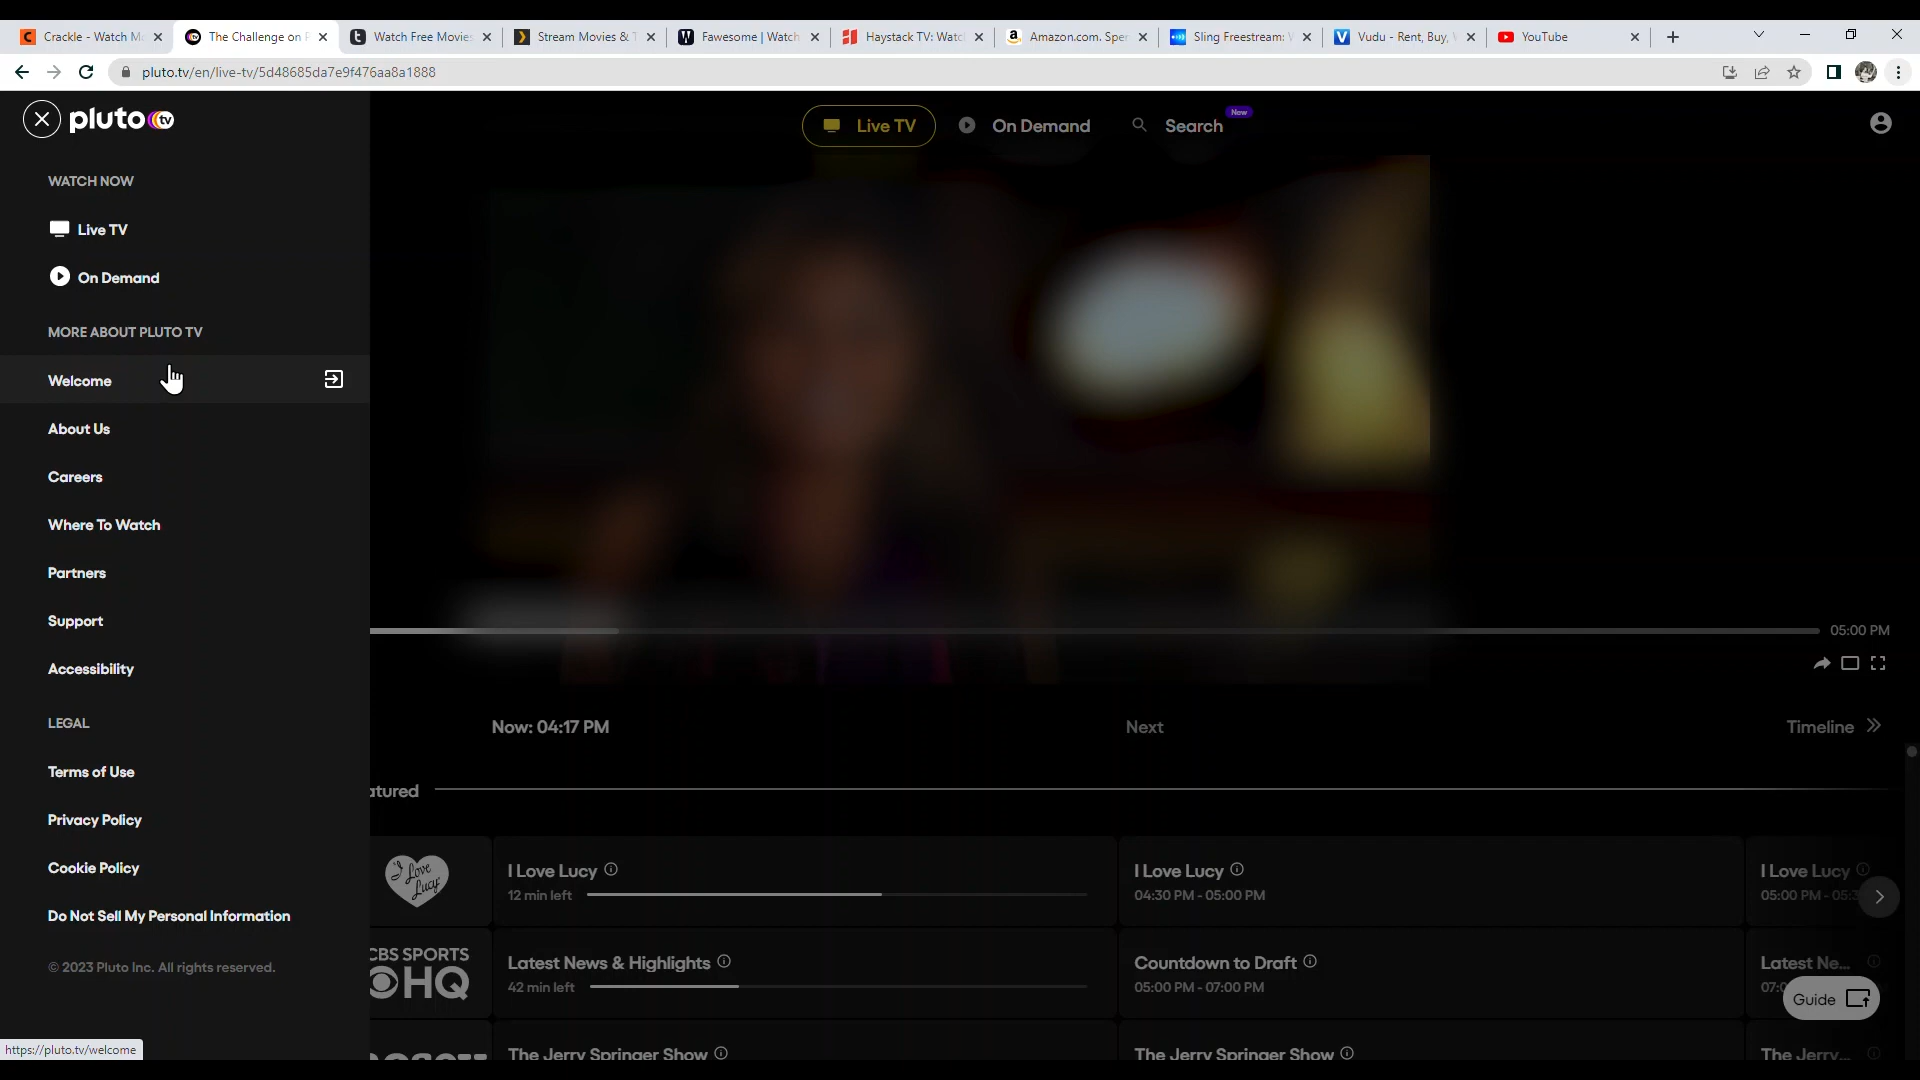 Crackle - Watch M
The Challenge on P
Watch Free Movies
Stream Movies & T
Fawesome | Watch
Haystack TV: Watc
Amazon.com. Spe
Sling Freestream:
Vudu - Rent, Buy,
YouTube
pluto.tv/en/live-tv/5d48685da7e9f476aa8a1888
pluto tv
Live TV
On Demand
Search
New
WATCH NOW
Live TV
On Demand
MORE ABOUT PLUTO TV
Welcome
About Us
Careers
Where To Watch
Partners
Support
Accessibility
LEGAL
Terms of Use
Privacy Policy
Cookie Policy
Do Not Sell My Personal Information
© 2023 Pluto Inc. All rights reserved.
https://pluto.tv/welcome
05:00 PM
Now: 04:17 PM
Next
Timeline
atured
I Love Lucy
I Love Lucy
12 min left
I Love Lucy
04:30 PM - 05:00 PM
I Love Lucy
05:00 PM - 05:3
CBS SPORTS
HQ
Latest News & Highlights
42 min left
Countdown to Draft
05:00 PM - 07:00 PM
Latest Ne...
07:0
Guide
The Jerry Springer Show
The Jerry Springer Show
The Jerry...